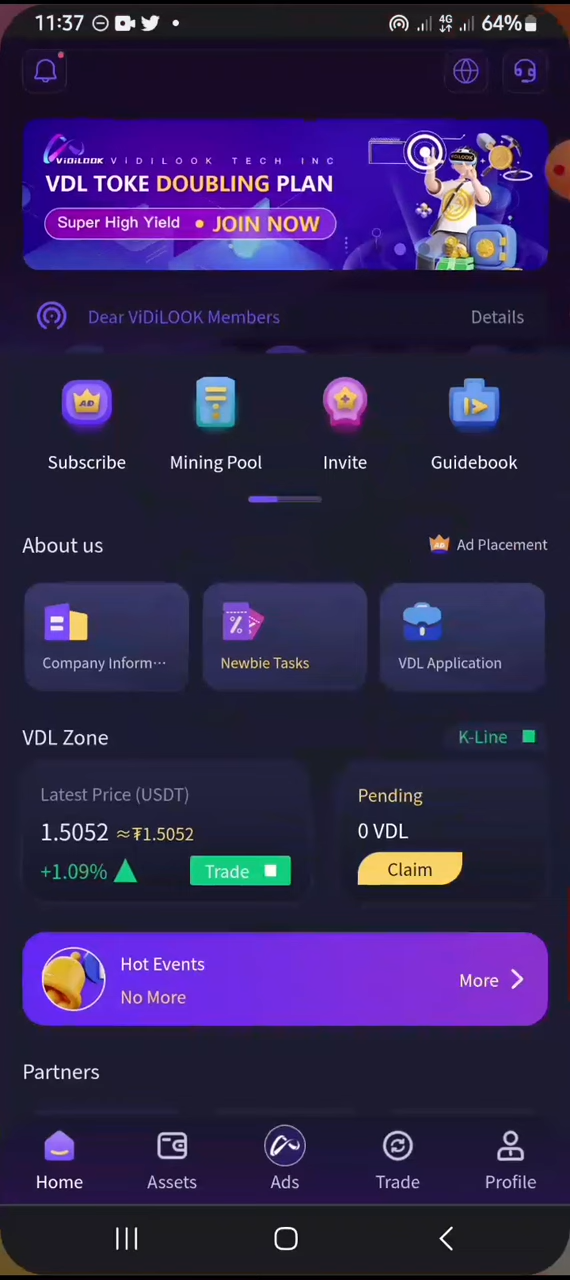 11:37
4G
64%
ViDiLOOK VIDILOOK TECH INC
VDL TOKE DOUBLING PLAN
Super High Yield • JOIN NOW
Dear ViDiLOOK Members
Details
AD
Subscribe
Mining Pool
Invite
Guidebook
About us
Ad Placement
Company Inform···
Newbie Tasks
VDL Application
VDL Zone
K-Line
Latest Price (USDT)
1.5052 ≈₮1.5052
+1.09%
Trade
Pending
0 VDL
Claim
Hot Events
No More
More
Partners
Home
Assets
Ads
Trade
Profile